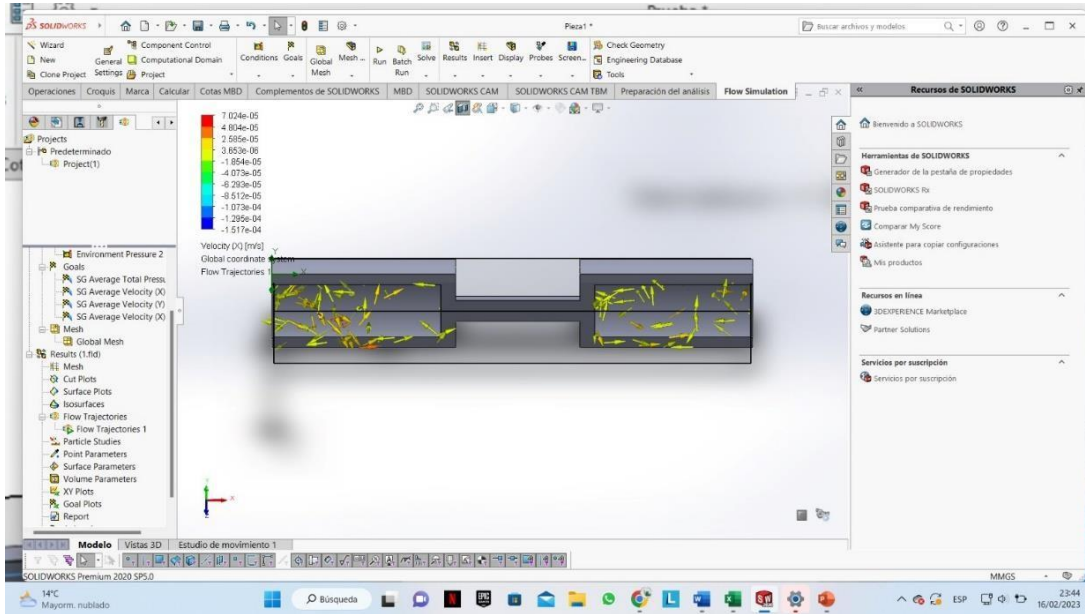 SOLIDWORKS
Pieza1 *
Buscar archivos y modelos
Wizard
New
Clone Project
General Settings
Component Control
Computational Domain
Project
Conditions
Goals
Global Mesh
Mesh ...
Run
Batch Run
Solve
Results
Insert
Display
Probes
Screen...
Check Geometry
Engineering Database
Tools
Operaciones
Croquis
Marca
Calcular
Cotas MBD
Complementos de SOLIDWORKS
MBD
SOLIDWORKS CAM
SOLIDWORKS CAM TBM
Preparación del análisis
Flow Simulation
Projects
Predeterminado
Project(1)
Environment Pressure 2
Goals
SG Average Total Pressu
SG Average Velocity (X)
SG Average Velocity (Y)
SG Average Velocity (X)
Mesh
Global Mesh
Results (1.fld)
Mesh
Cut Plots
Surface Plots
Isosurfaces
Flow Trajectories
Flow Trajectories 1
Particle Studies
Point Parameters
Surface Parameters
Volume Parameters
XY Plots
Goal Plots
Report
7.024e-05
4.804e-05
2.585e-05
3.653e-06
-1.854e-05
-4.073e-05
-6.293e-05
-8.512e-05
-1.073e-04
-1.295e-04
-1.517e-04
Velocity (X) [m/s]
Global coordinate system
Flow Trajectories 1
Recursos de SOLIDWORKS
Bienvenido a SOLIDWORKS
Herramientas de SOLIDWORKS
Generador de la pestaña de propiedades
SOLIDWORKS Rx
Prueba comparativa de rendimiento
Comparar My Score
Asistente para copiar configuraciones
Mis productos
Recursos en línea
3DEXPERIENCE Marketplace
Partner Solutions
Servicios por suscripción
Servicios por suscripción
Modelo
Vistas 3D
Estudio de movimiento 1
SOLIDWORKS Premium 2020 SP5.0
MMGS
14°C
Mayorm. nublado
Búsqueda
ESP
23:44
16/02/2023